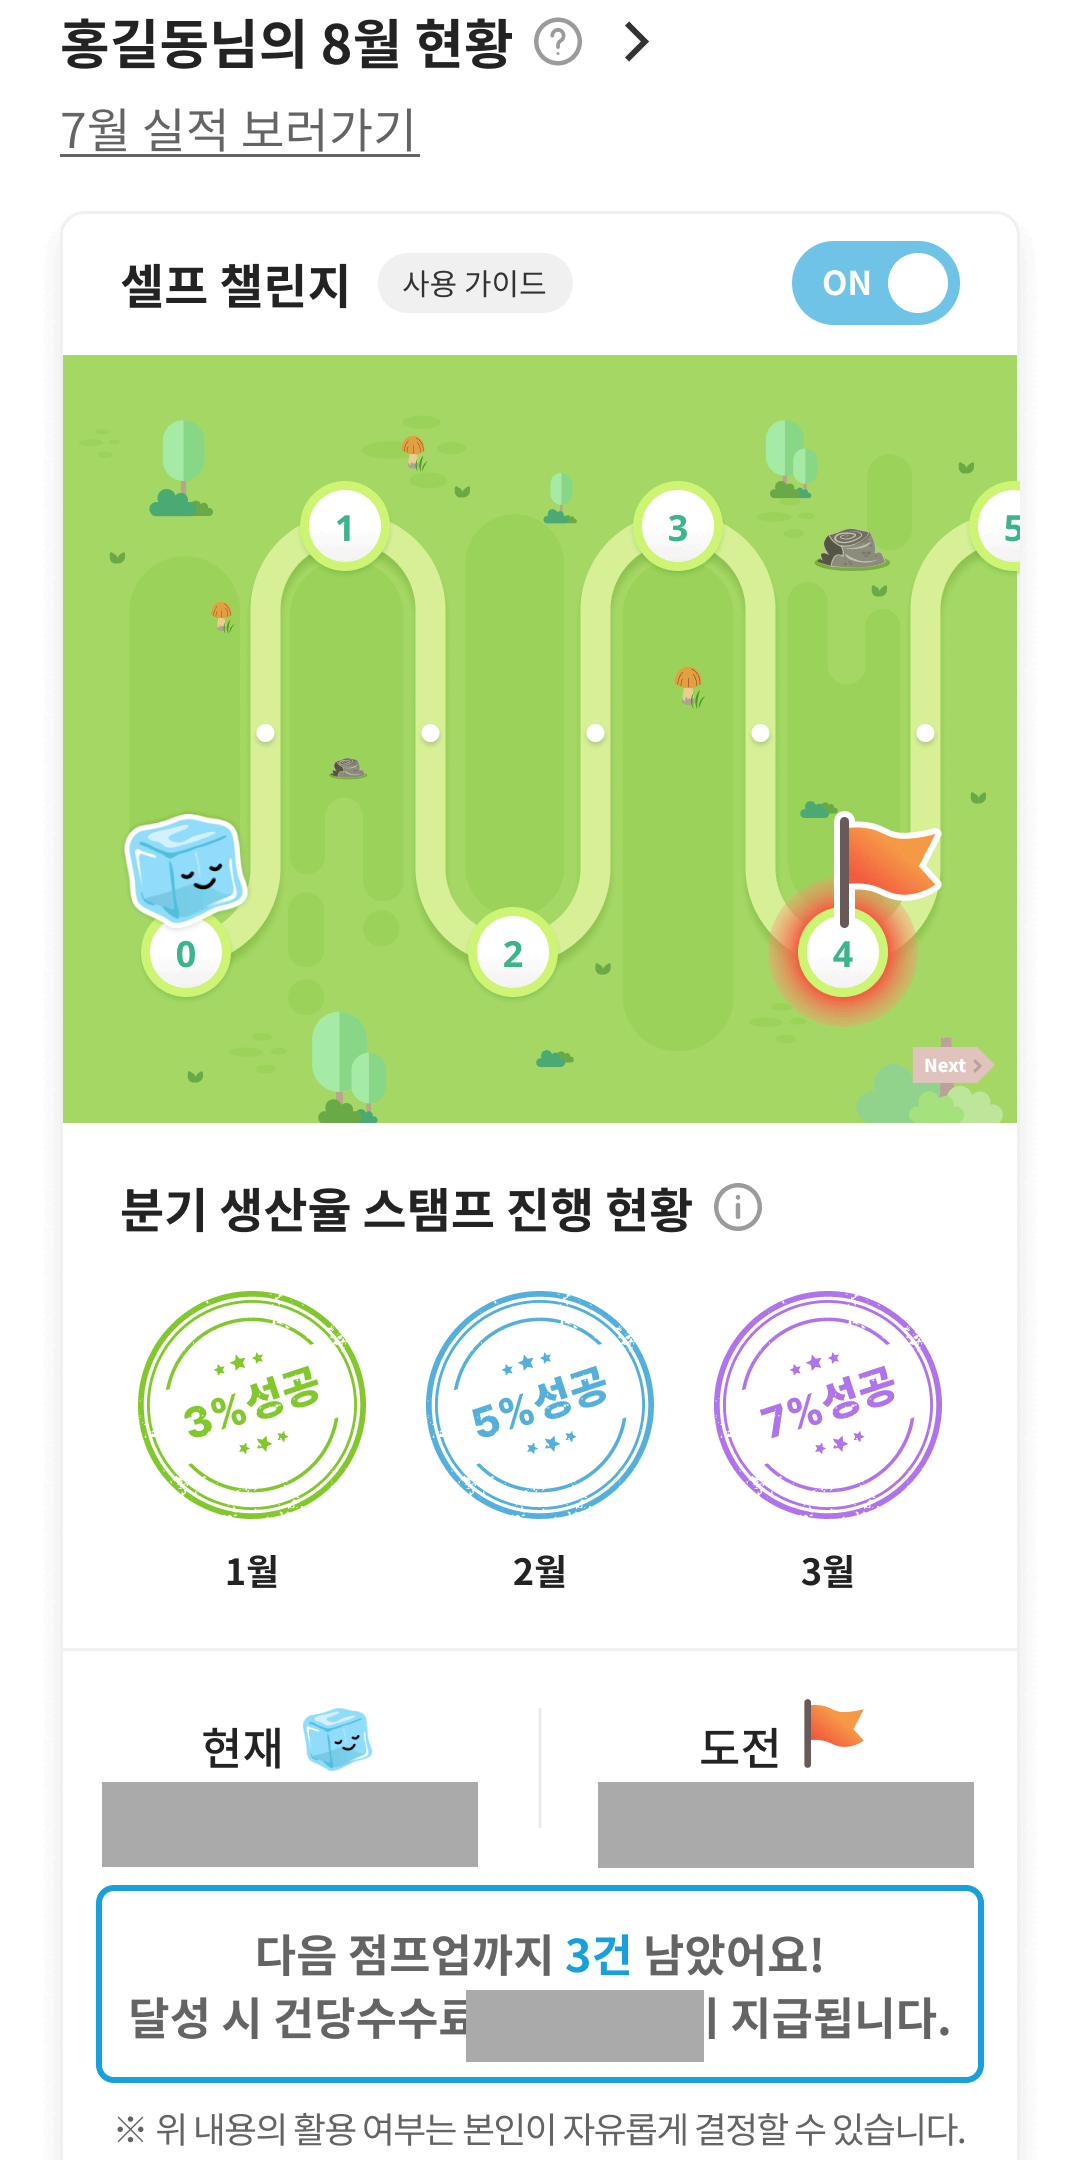 홍길동님의 8월 현황 ?
7월 실적 보러가기
셀프 챌린지 사용 가이드 ON
1 3 5
0 2 4
Next
분기 생산율 스탬프 진행 현황 i
3%성공 5%성공 7%성공
1월 2월 3월
현재 도전
다음 점프업까지 3건 남았어요!
달성 시 건당수수료 지급됩니다.
※ 위 내용의 활용 여부는 본인이 자유롭게 결정할 수 있습니다.